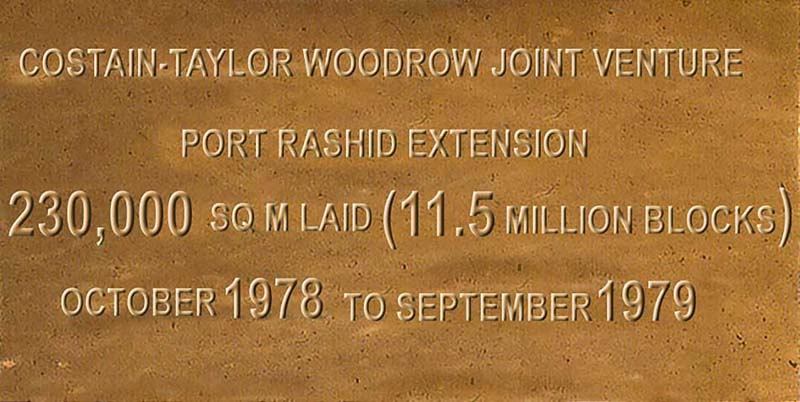 COSTAIN-TAYLOR WOODROW JOINT VENTURE
PORT RASHID EXTENSION
230,000 SQ M LAID (11.5 MILLION BLOCKS)
OCTOBER 1978 TO SEPTEMBER 1979